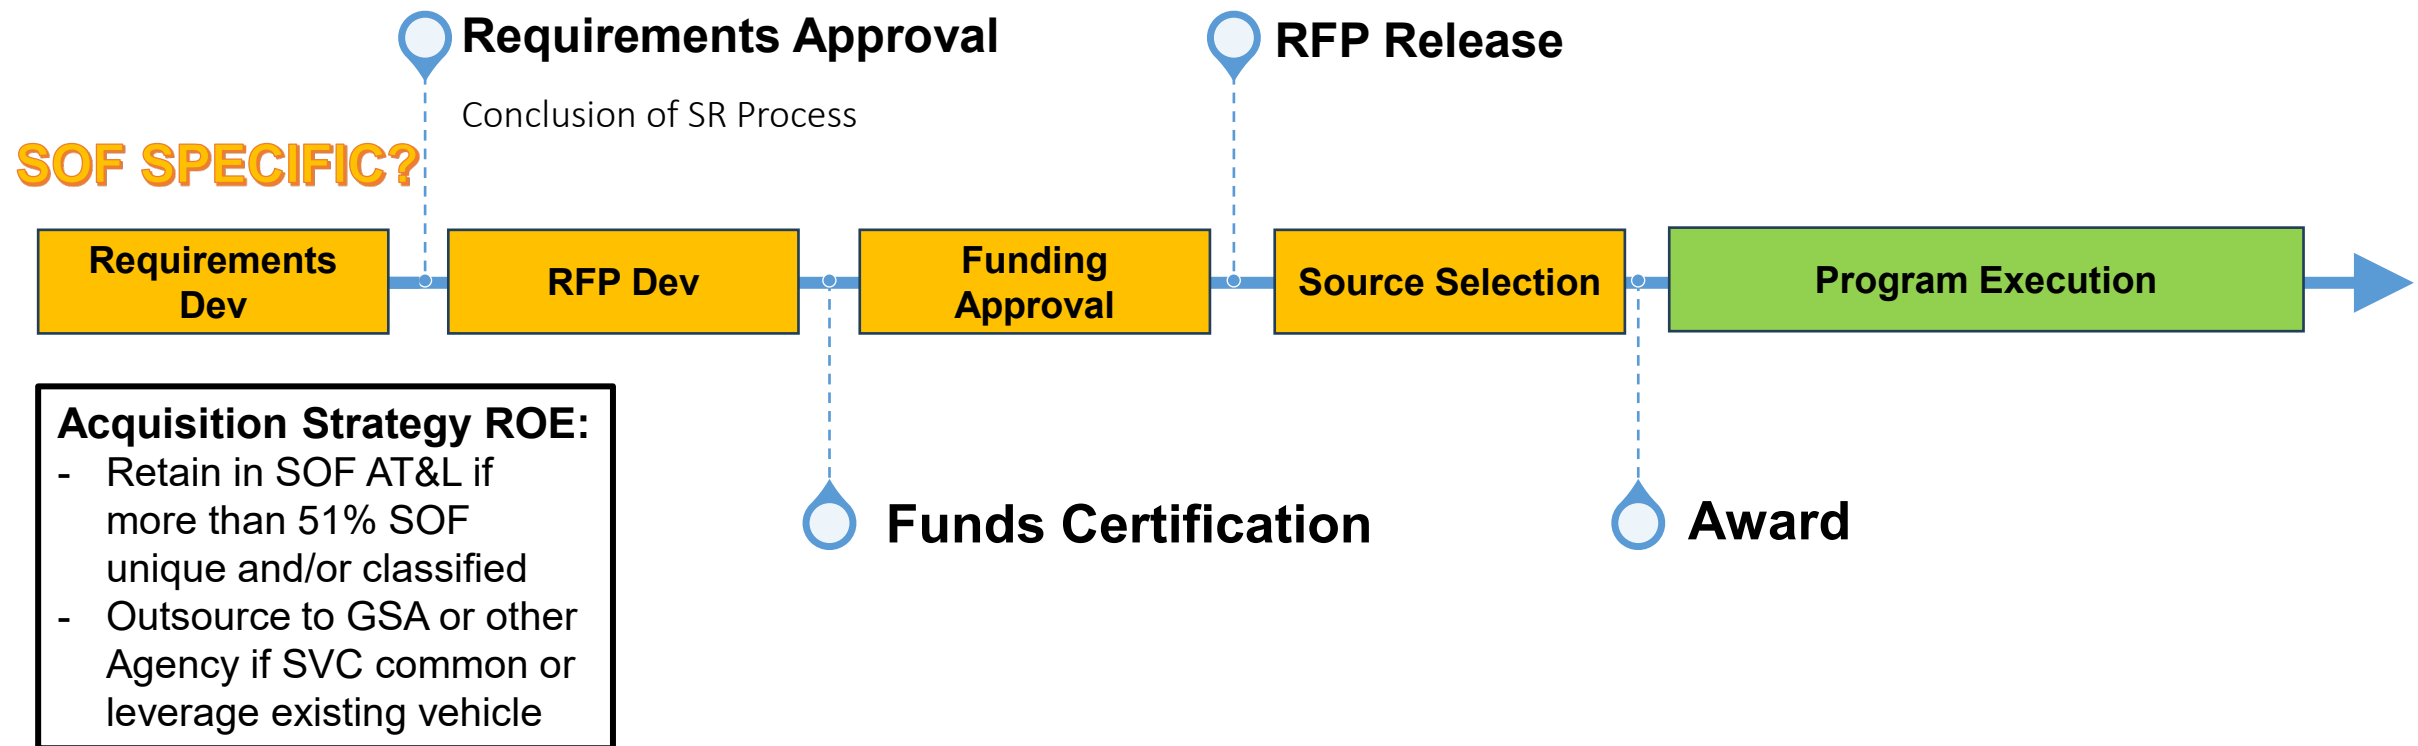 Requirements Approval
Conclusion of SR Process
RFP Release
SOF SPECIFIC?
Requirements
Dev
RFP Dev
Funding
Approval
Source Selection
Program Execution
Acquisition Strategy ROE:
- Retain in SOF AT&L if
more than 51% SOF
unique and/or classified
- Outsource to GSA or other
Agency if SVC common or
leverage existing vehicle
Funds Certification
Award